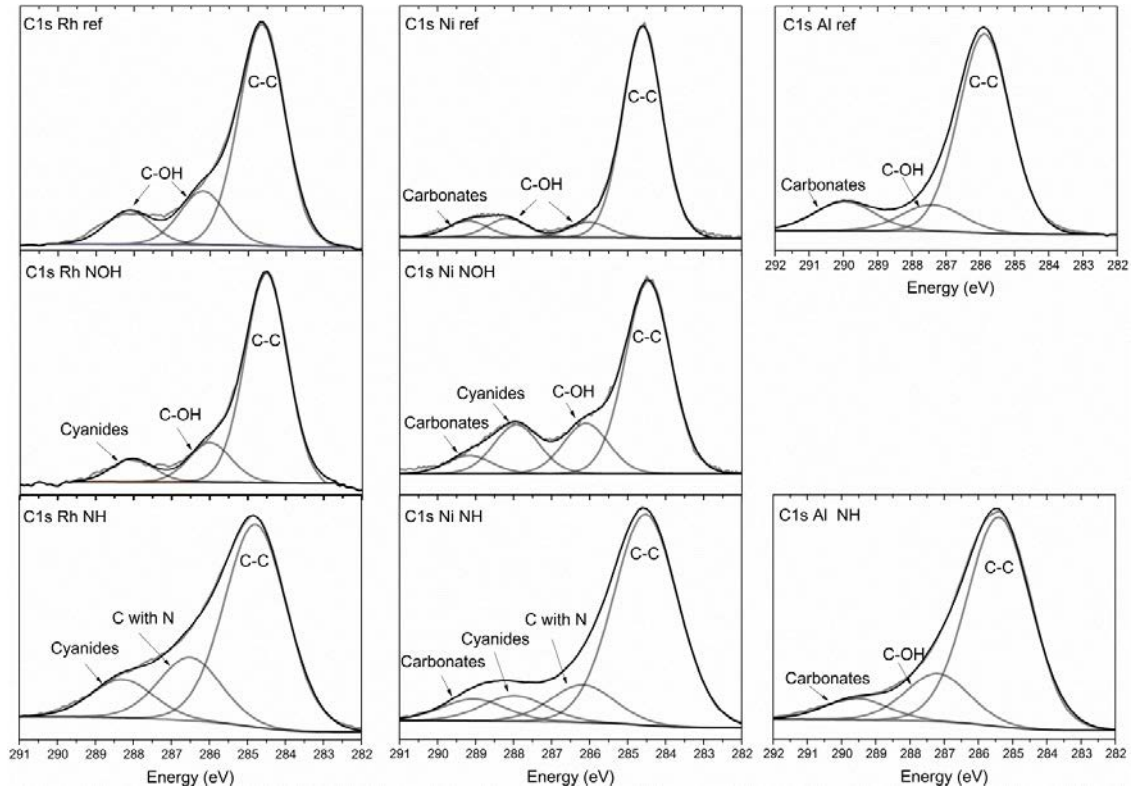 C1s Rh ref
C-C
C-OH
C1s Ni ref
C-C
C-OH
Carbonates
C1s Al ref
C-C
C-OH
Carbonates
292 291 290 289 288 287 286 285 284 283 282
Energy (eV)
C1s Rh NOH
C-C
C-OH
Cyanides
C1s Ni NOH
C-C
C-OH
Cyanides
Carbonates
C1s Rh NH
C-C
C with N
Cyanides
291 290 289 288 287 286 285 284 283 282
Energy (eV)
C1s Ni NH
C-C
C with N
Cyanides
Carbonates
291 290 289 288 287 286 285 284 283 282
Energy (eV)
C1s Al NH
C-C
C-OH
Carbonates
292 291 290 289 288 287 286 285 284 283 282
Energy (eV)